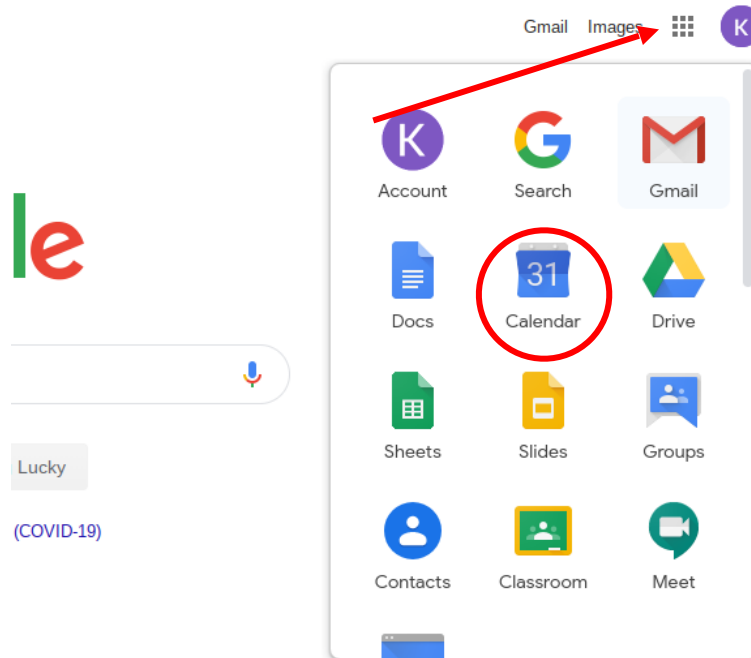 Gmail Images K
K
Account Search Gmail
le
31
Docs Calendar Drive
Sheets Slides Groups
Lucky
(COVID-19)
Contacts Classroom Meet